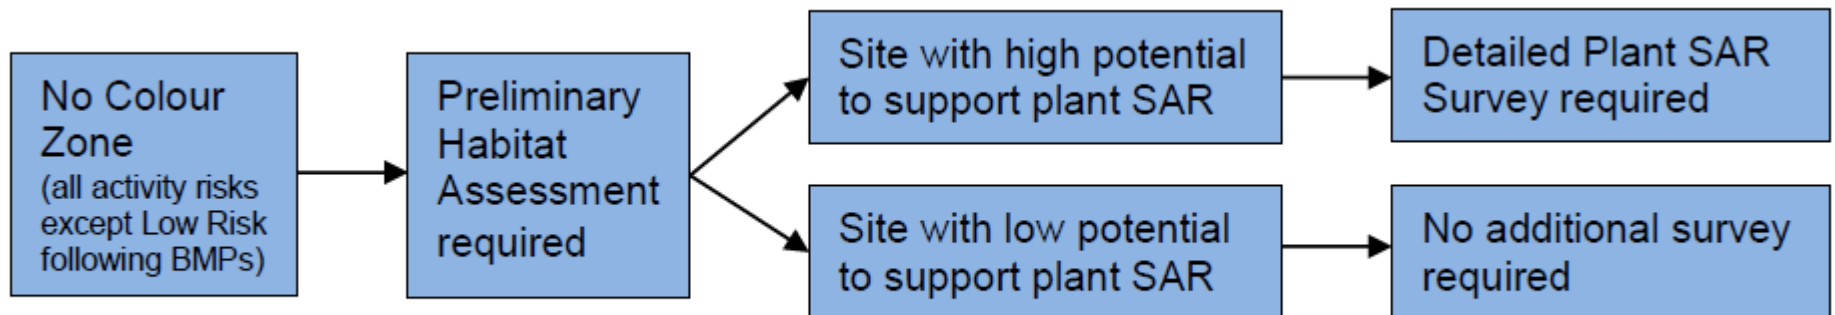 No Colour
Zone
(all activity risks
except Low Risk
following BMPs)
Preliminary
Habitat
Assessment
required
Site with high potential
to support plant SAR
Detailed Plant SAR
Survey required
Site with low potential
to support plant SAR
No additional survey
required